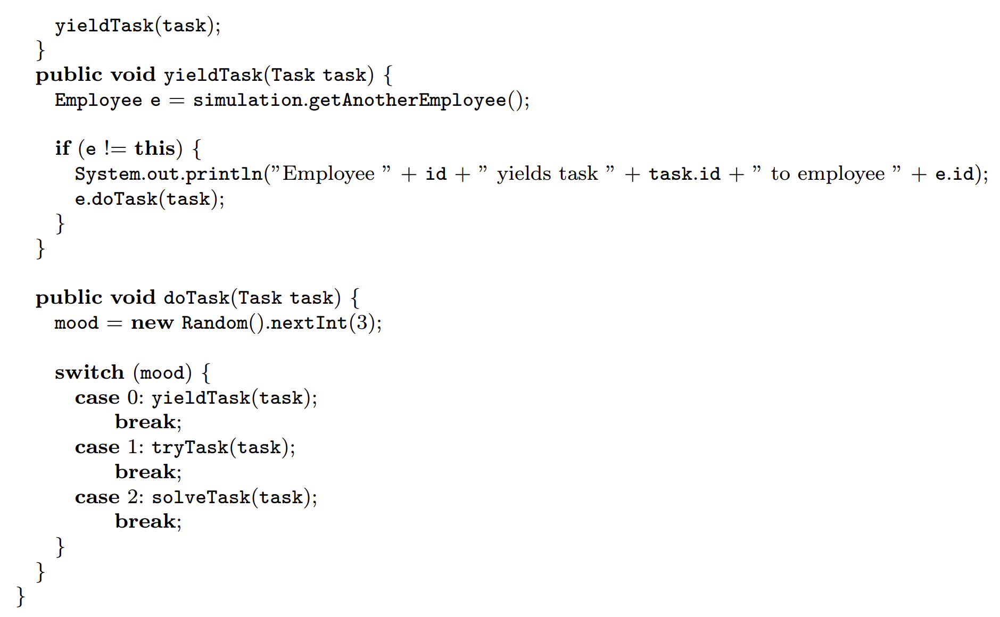 yieldTask(task);
}
public void yieldTask(Task task) {
Employee e = simulation.getAnotherEmployee();
if (e != this) {
System.out.println(”Employee ” + id + ” yields task ” + task.id + ” to employee ” + e.id);
e.doTask(task);
}
}
public void doTask(Task task) {
mood = new Random().nextInt(3);
switch (mood) {
case 0: yieldTask(task);
break;
case 1: tryTask(task);
break;
case 2: solveTask(task);
break;
}
}
}